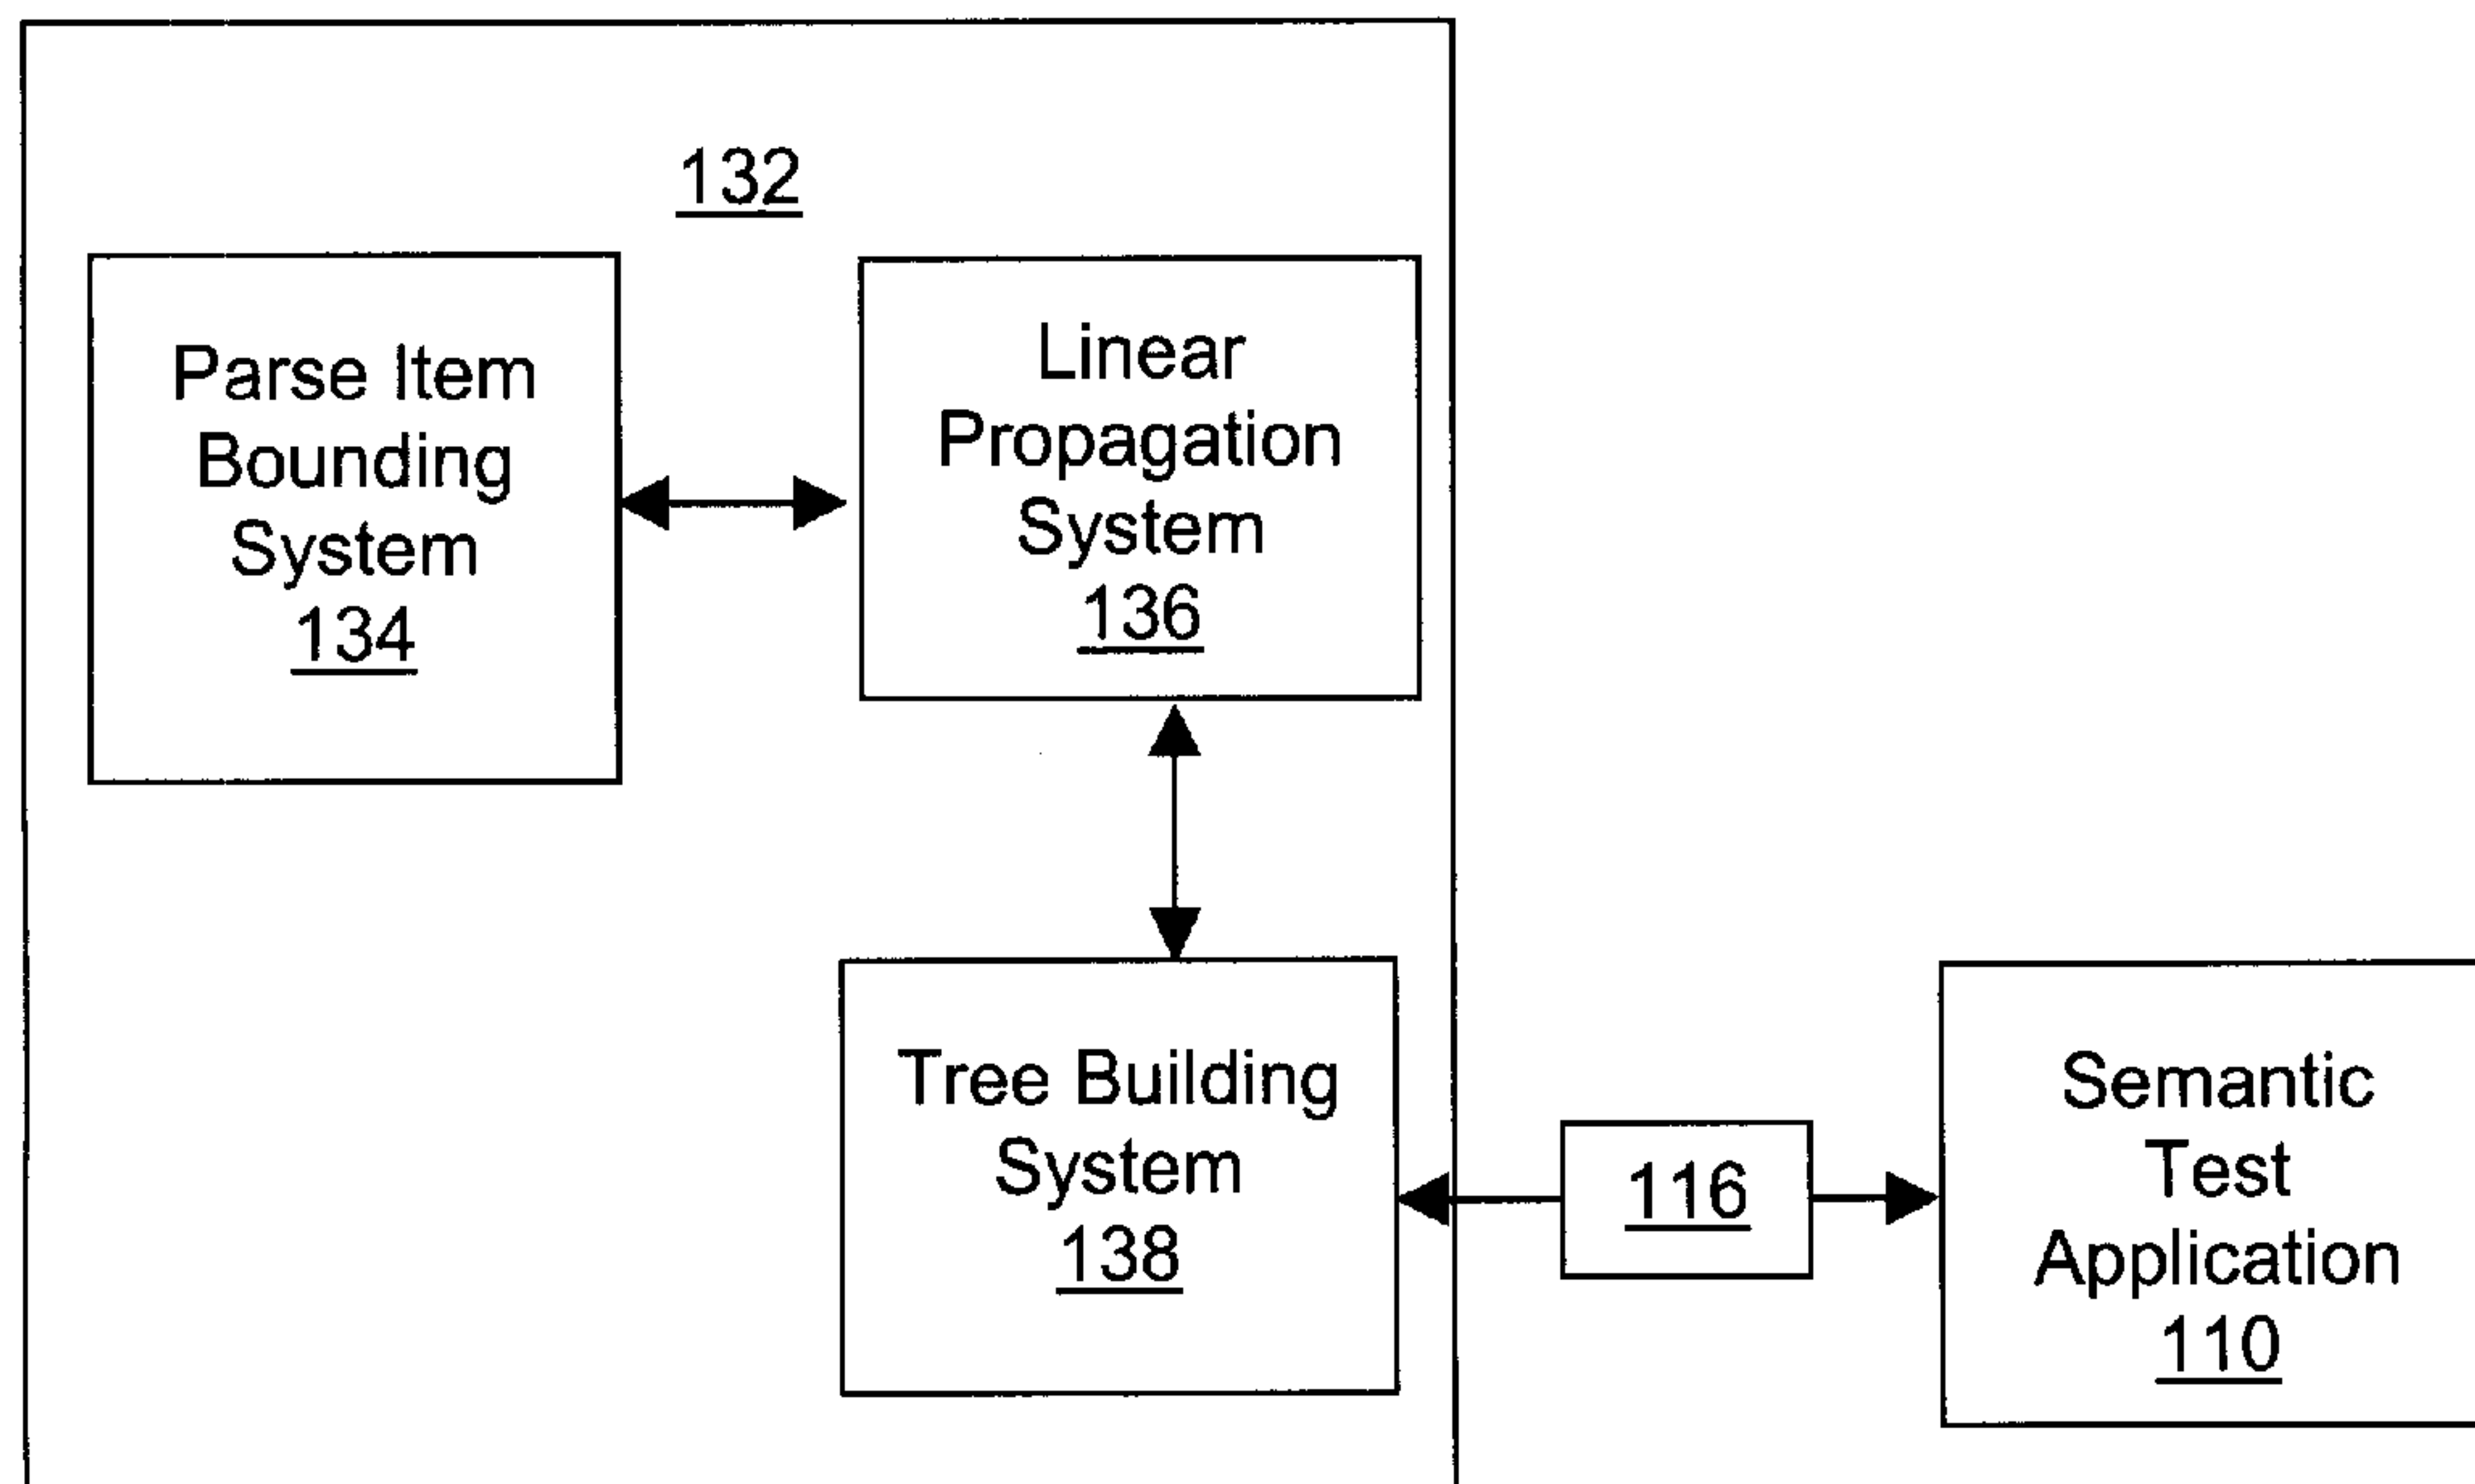 132
Parse Item
Bounding
System
134
Linear
Propagation
System
136
Tree Building
System
138
116
Semantic
Test
Application
110